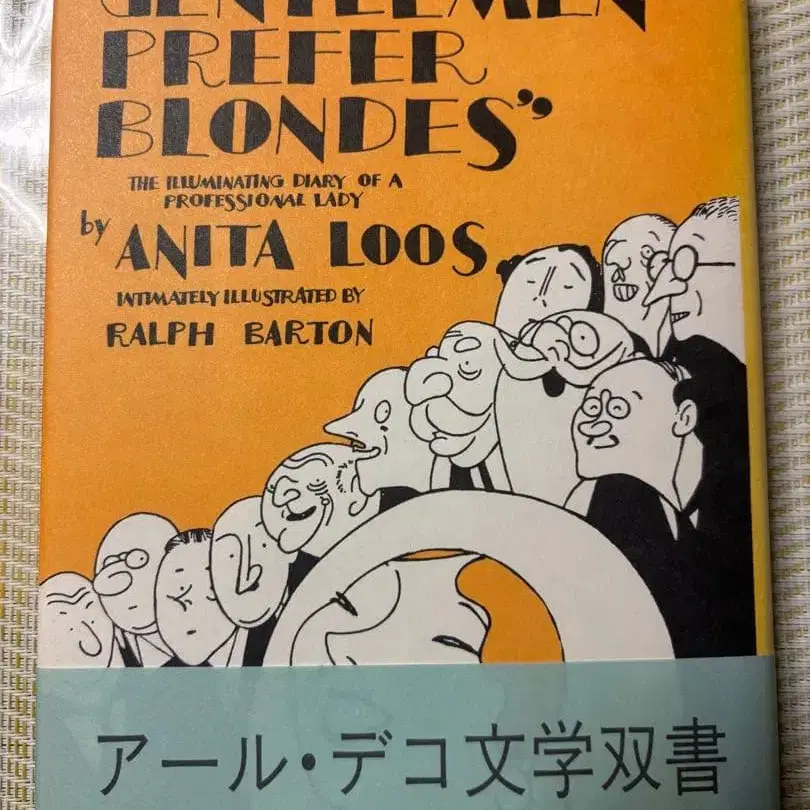 GENTLEMEN
PREFER
BLONDES”
THE ILLUMINATING DIARY OF A
PROFESSIONAL LADY
by ANITA LOOS
INTIMATELY ILLUSTRATED BY
RALPH BARTON
アール・デコ文学双書